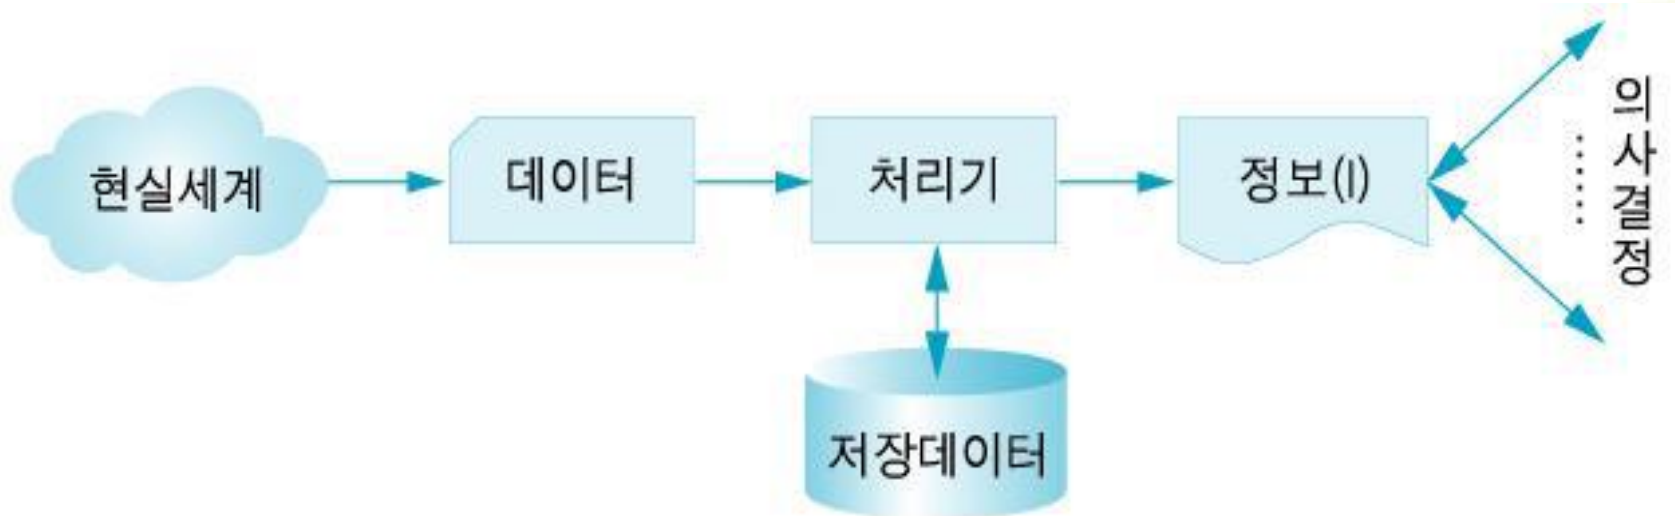 현실세계
데이터
처리기
정보(I)
의사결정
저장데이터